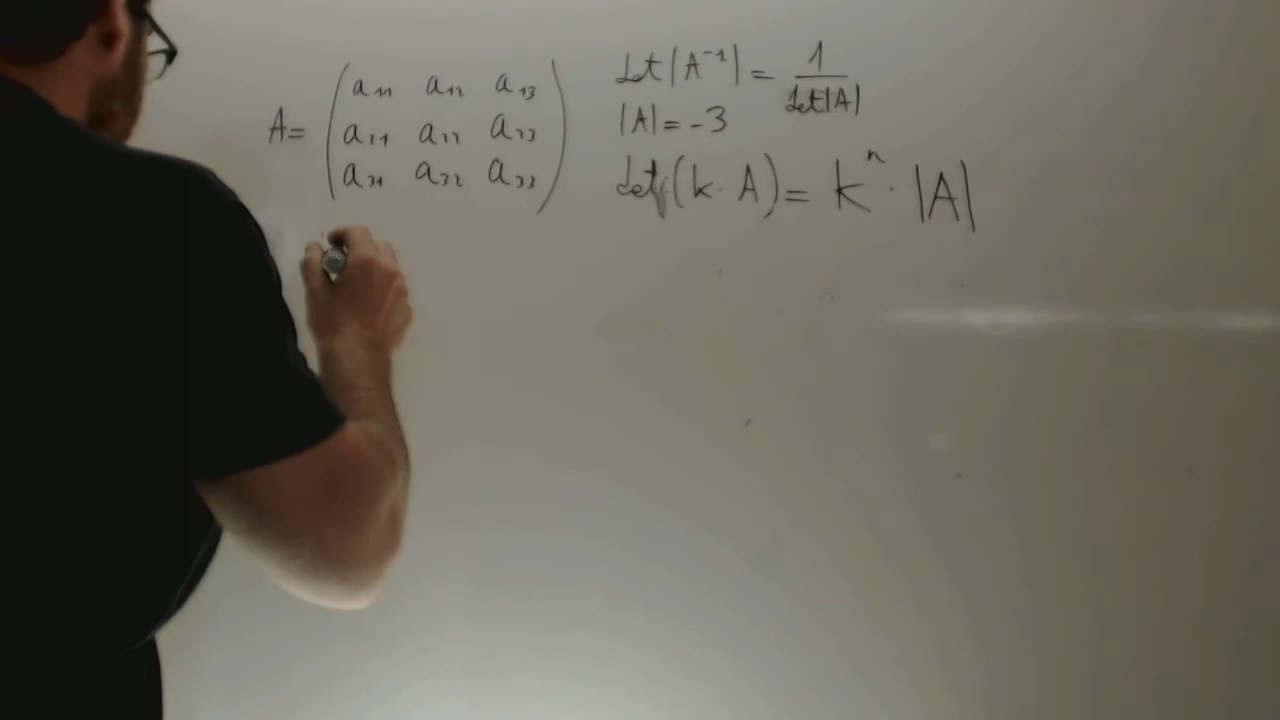 A= ( a₁₁ a₁₂ a₁₃
a₂₁ a₂₂ a₂₃
a₃₁ a₃₂ a₃₃ )
det|A⁻¹| = 1 / det|A|
|A| = -3
det(k · A) = kⁿ · |A|